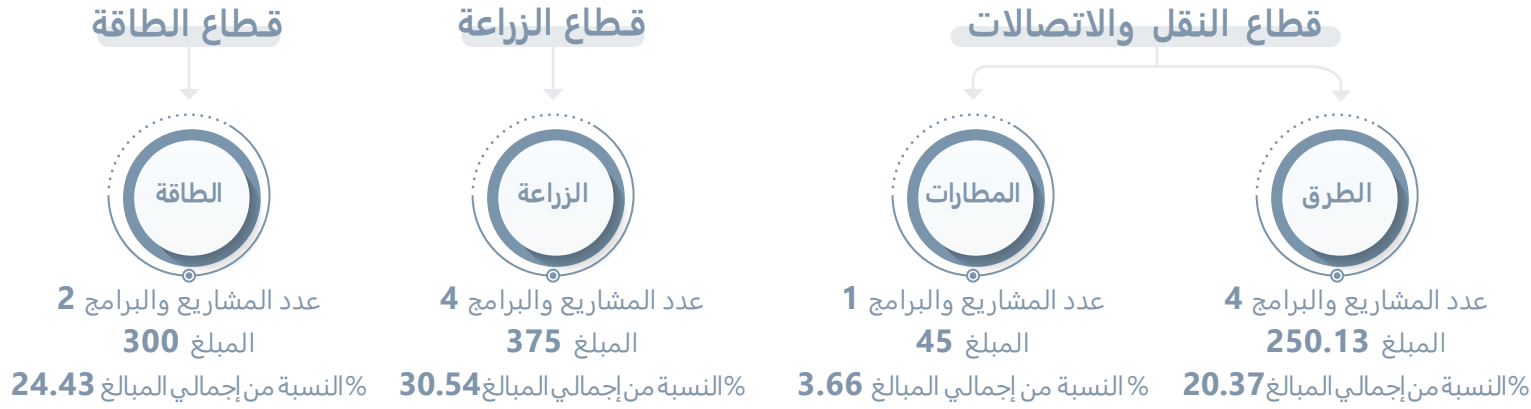 قطاع النقل والاتصالات
الطرق
عدد المشاريع والبرامج 4
المبلغ 250.13
%النسبة من إجمالي المبالغ 20.37
المطارات
عدد المشاريع والبرامج 1
المبلغ 45
% النسبة من إجمالي المبالغ 3.66
قطاع الزراعة
الزراعة
عدد المشاريع والبرامج 4
المبلغ 375
%النسبة من إجمالي المبالغ 30.54
قطاع الطاقة
الطاقة
عدد المشاريع والبرامج 2
المبلغ 300
%النسبة من إجمالي المبالغ 24.43